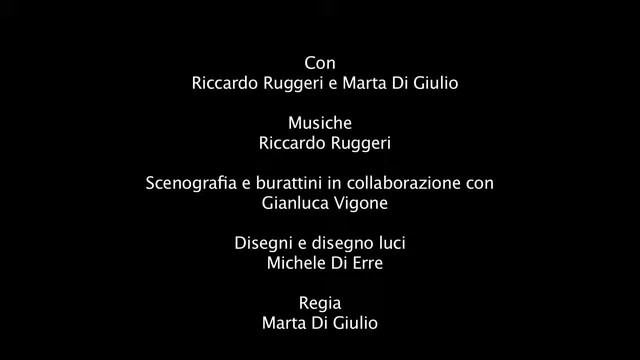 Con
Riccardo Ruggeri e Marta Di Giulio
Musiche
Riccardo Ruggeri
Scenografia e burattini in collaborazione con
Gianluca Vigone
Disegni e disegno luci
Michele Di Erre
Regia
Marta Di Giulio